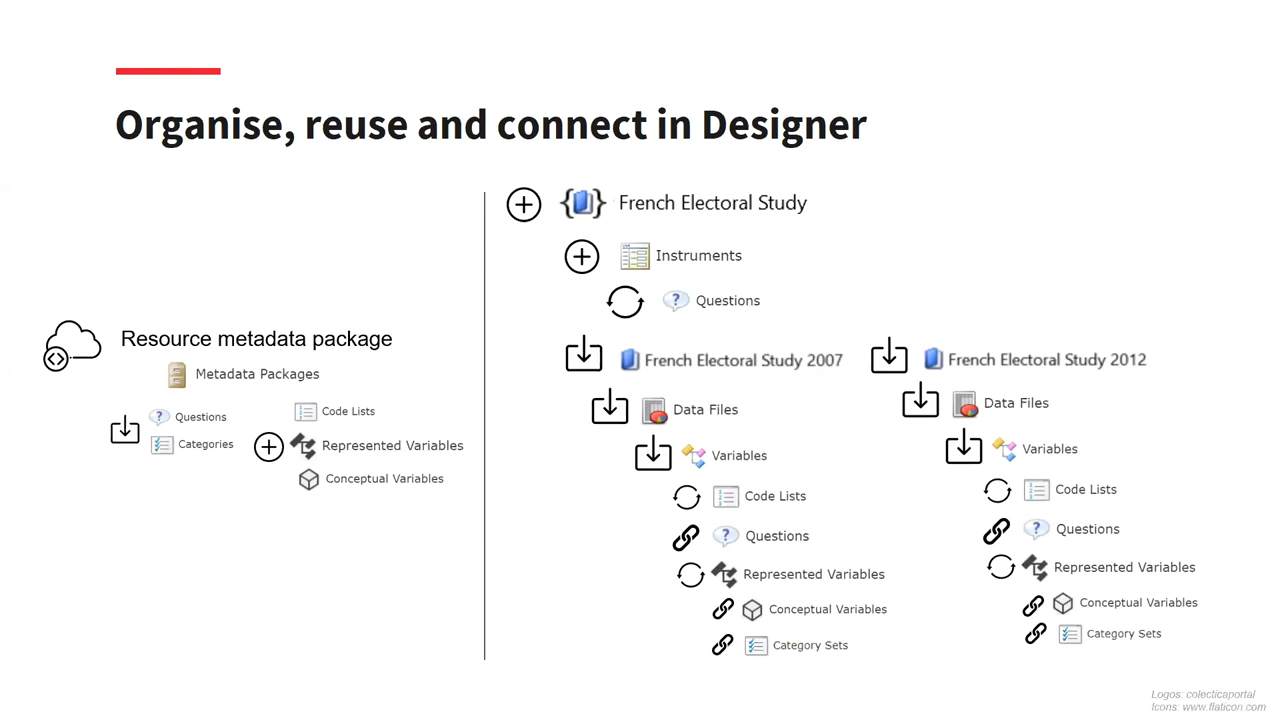 Organise, reuse and connect in Designer
Resource metadata package
Metadata Packages
Questions
Categories
Code Lists
Represented Variables
Conceptual Variables
French Electoral Study
Instruments
Questions
French Electoral Study 2007
Data Files
Variables
Code Lists
Questions
Represented Variables
Conceptual Variables
Category Sets
French Electoral Study 2012
Data Files
Variables
Code Lists
Questions
Represented Variables
Conceptual Variables
Category Sets
Logos: colecticaportal
Icons: www.flaticon.com